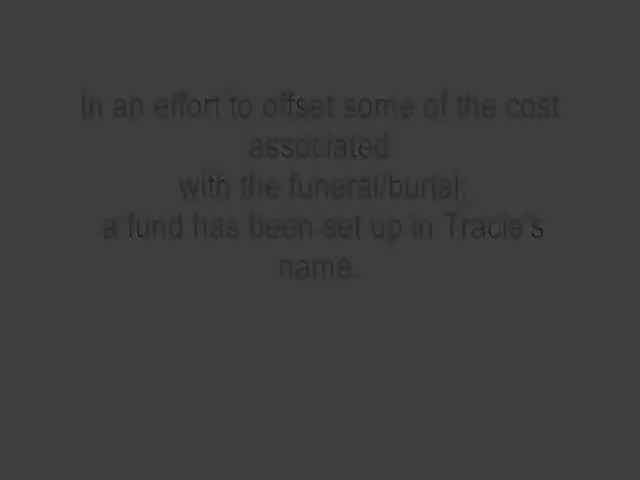 In an effort to offset some of the cost
associated
with the funeral/burial;
a fund has been set up in Tracie's
name.